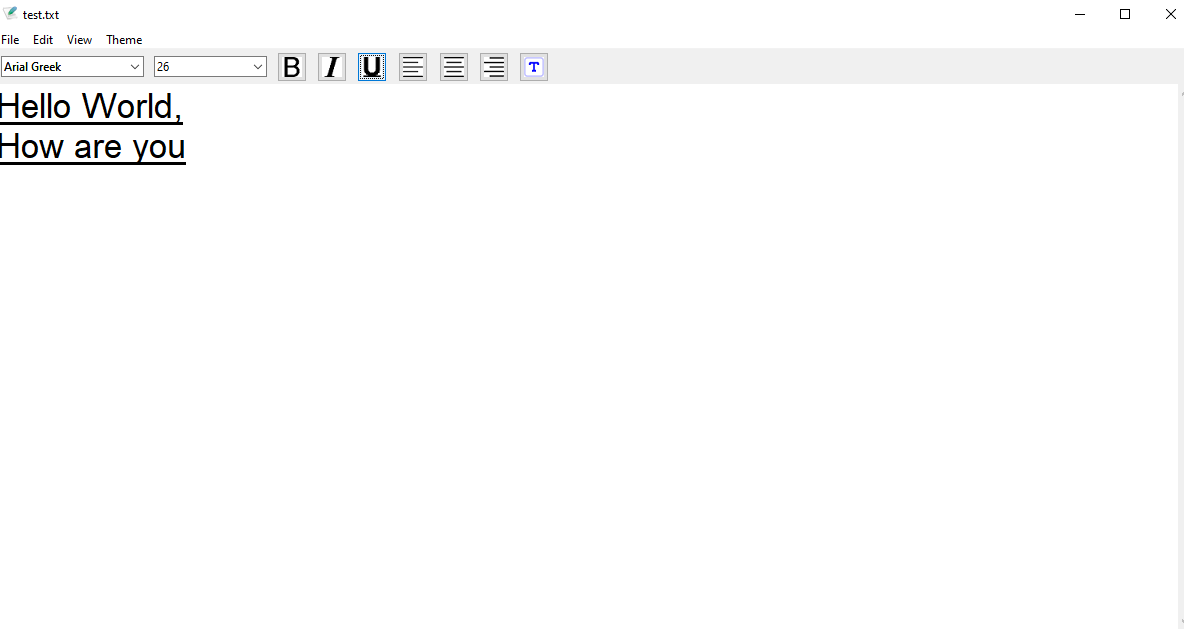 test.txt
File Edit View Theme
Arial Greek 26 B I U T
Hello World,
How are you